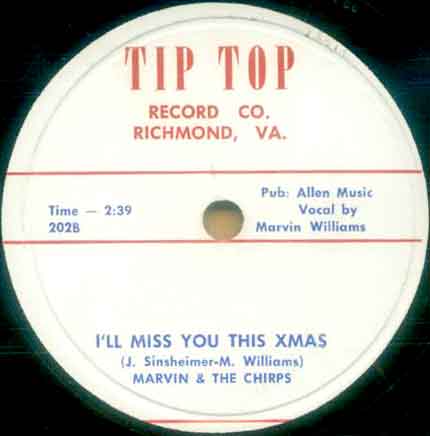 TIP TOP
RECORD CO.
RICHMOND, VA.
Pub: Allen Music
Time — 2:39
Vocal by
202B
Marvin Williams
I'LL MISS YOU THIS XMAS
(J. Sinsheimer-M. Williams)
MARVIN & THE CHIRPS